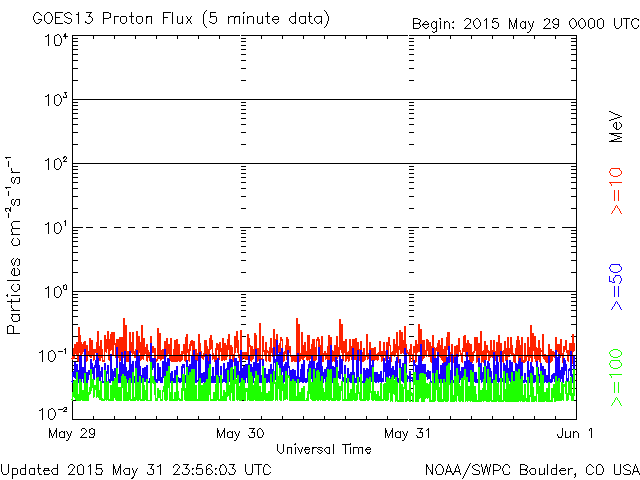 GOES13 Proton Flux (5 minute data)
Begin: 2015 May 29 0000 UTC
10⁴
10³
10²
10¹
10⁰
10⁻¹
10⁻²
Particles cm⁻²s⁻¹sr⁻¹
MeV
>=10
>=50
>=100
May 29
May 30
May 31
Jun 1
Universal Time
Updated 2015 May 31 23:56:03 UTC
NOAA/SWPC Boulder, CO USA